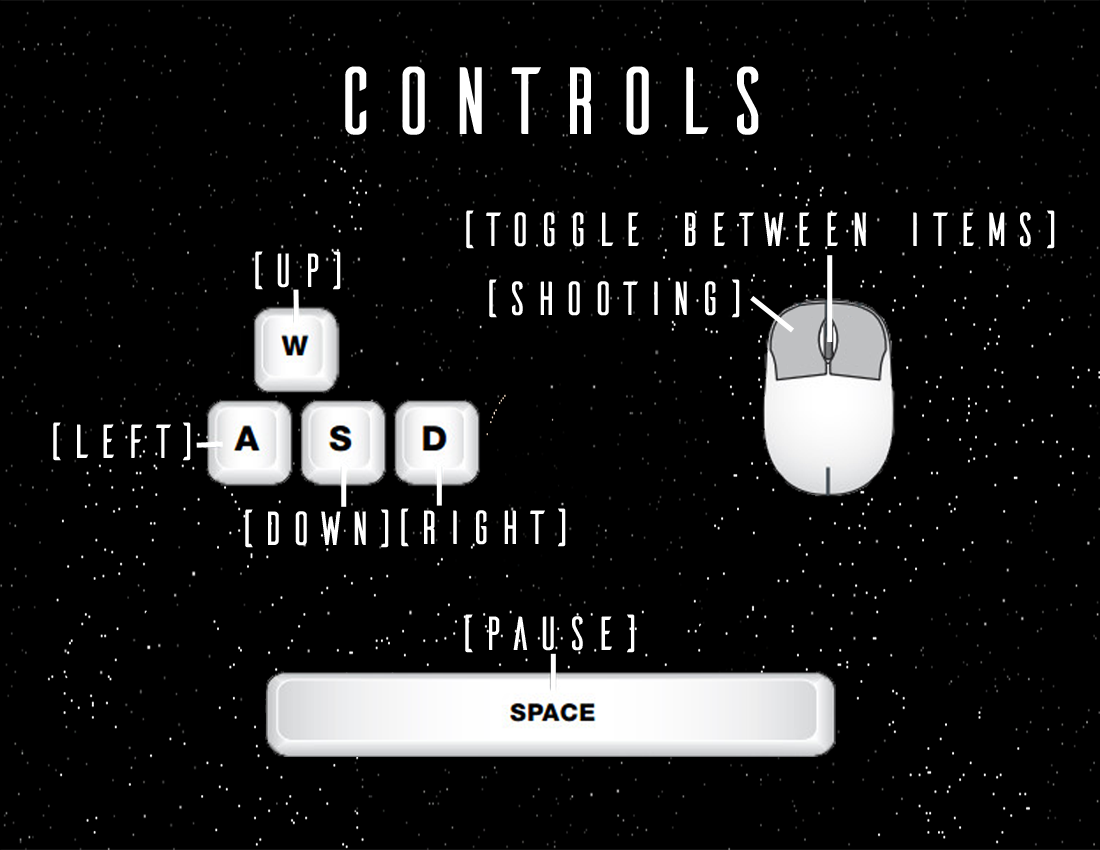 CONTROLS
[TOGGLE BETWEEN ITEMS]
[UP]
[SHOOTING]
W
[LEFT]
A
S
D
[DOWN]
[RIGHT]
[PAUSE]
SPACE